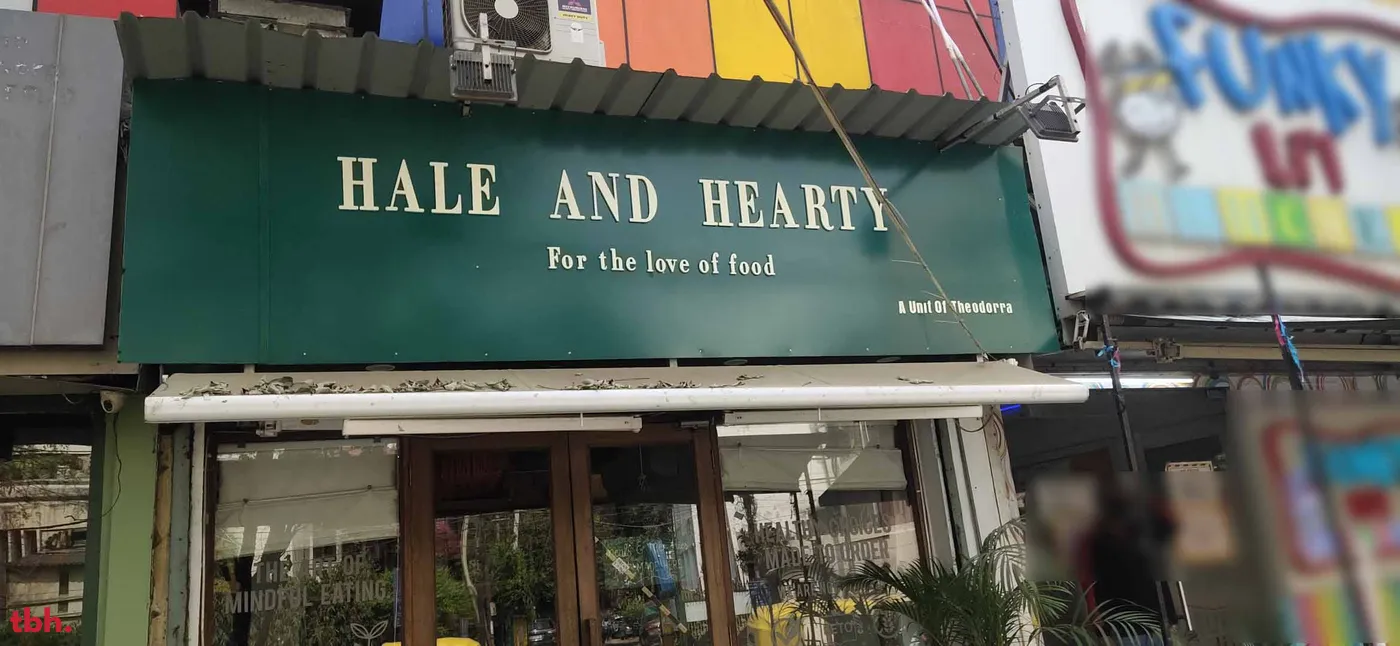 HALE AND HEARTY
For the love of food
A Unit Of Theodorra
FUNKY
MINDFUL EATING
HEALTHY CHOICES
MADE TO ORDER
tbh.